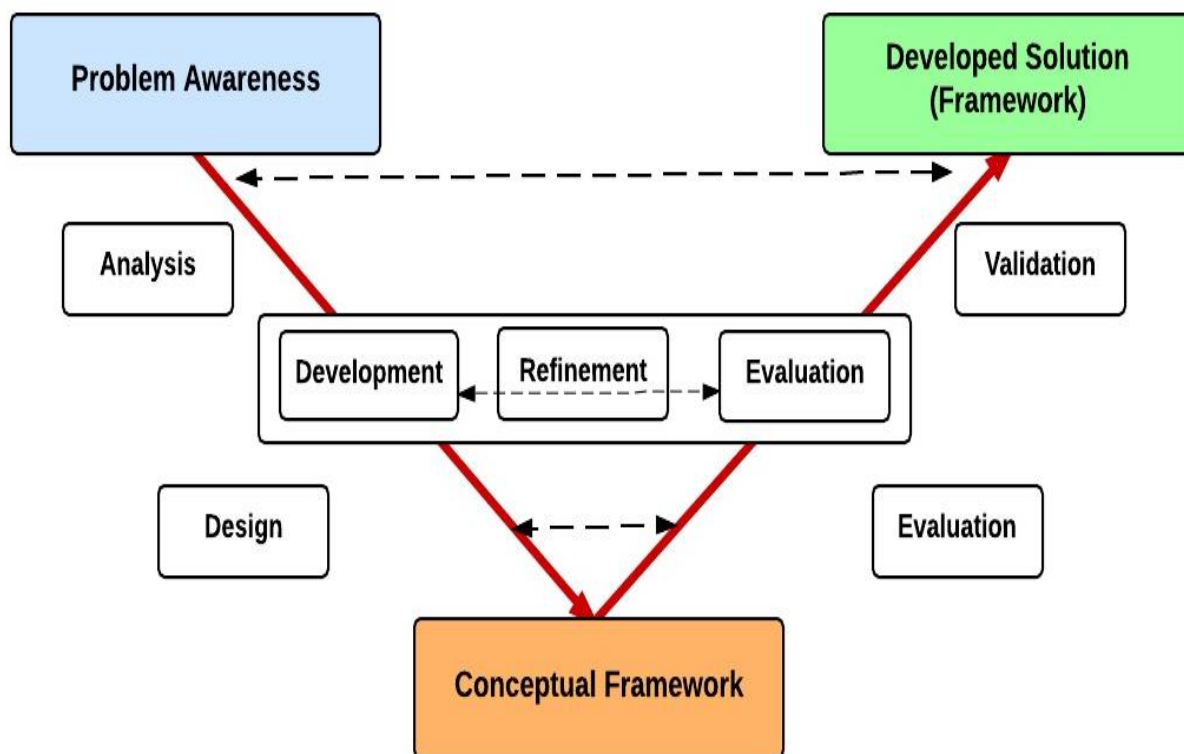 Problem Awareness
Developed Solution
(Framework)
Analysis
Validation
Development
Refinement
Evaluation
Design
Evaluation
Conceptual Framework